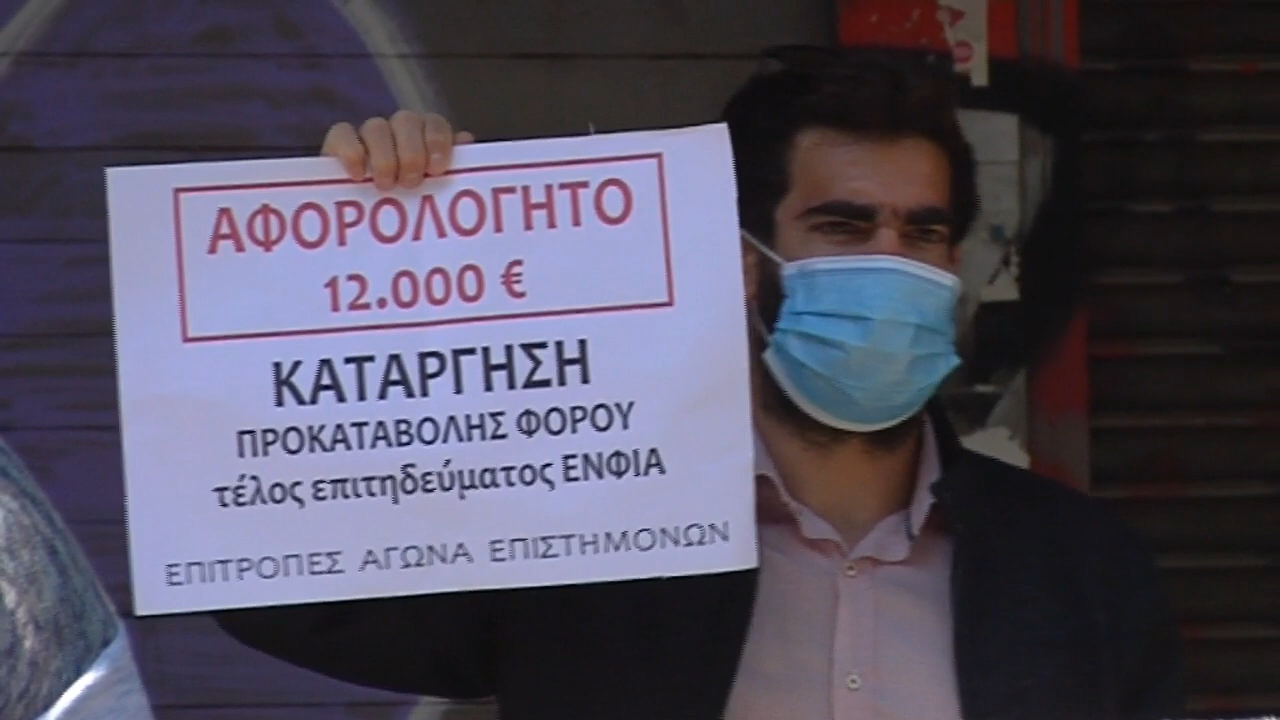 ΑΦΟΡΟΛΟΓΗΤΟ
12.000 €
ΚΑΤΑΡΓΗΣΗ
ΠΡΟΚΑΤΑΒΟΛΗΣ ΦΟΡΟΥ
τέλος επιτηδεύματος ΕΝΦΙΑ
ΕΠΙΤΡΟΠΕΣ ΑΓΩΝΑ ΕΠΙΣΤΗΜΟΝΩΝ